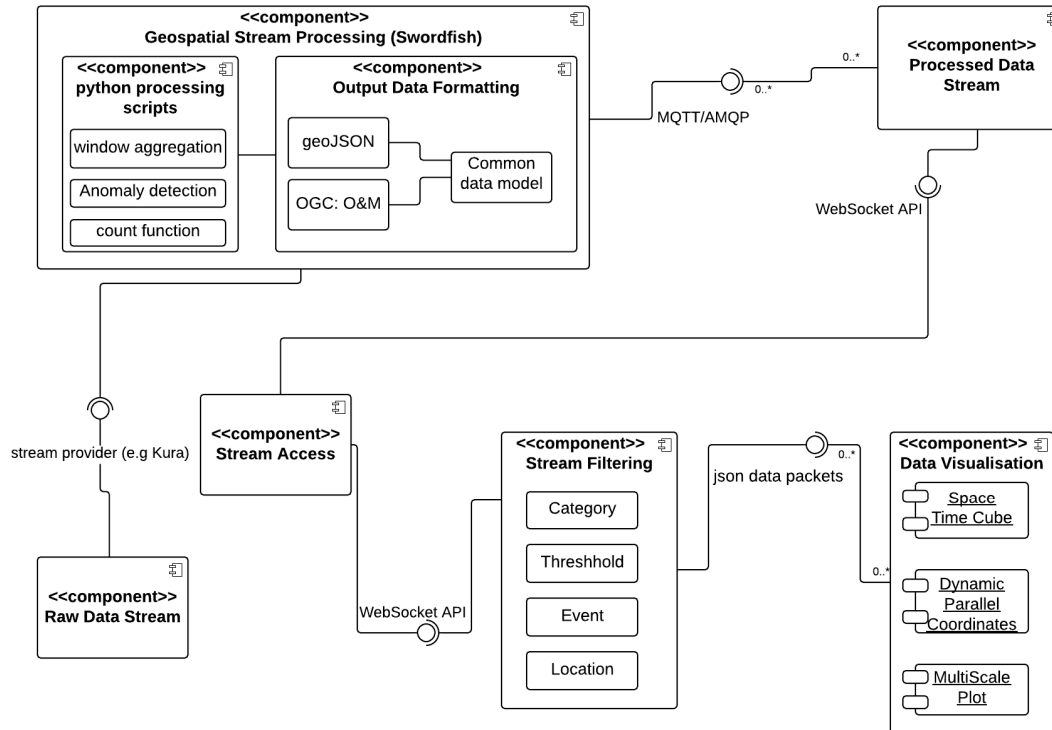 <<component>>
Geospatial Stream Processing (Swordfish)
<<component>>
python processing
scripts
window aggregation
Anomaly detection
count function
<<component>>
Output Data Formatting
geoJSON
OGC: O&M
Common
data model
MQTT/AMQP
0..*
0..*
<<component>>
Processed Data
Stream
WebSocket API
stream provider (e.g Kura)
<<component>>
Raw Data Stream
<<component>>
Stream Access
WebSocket API
<<component>>
Stream Filtering
Category
Threshhold
Event
Location
json data packets
0..*
0..*
<<component>>
Data Visualisation
Space
Time Cube
Dynamic
Parallel
Coordinates
MultiScale
Plot